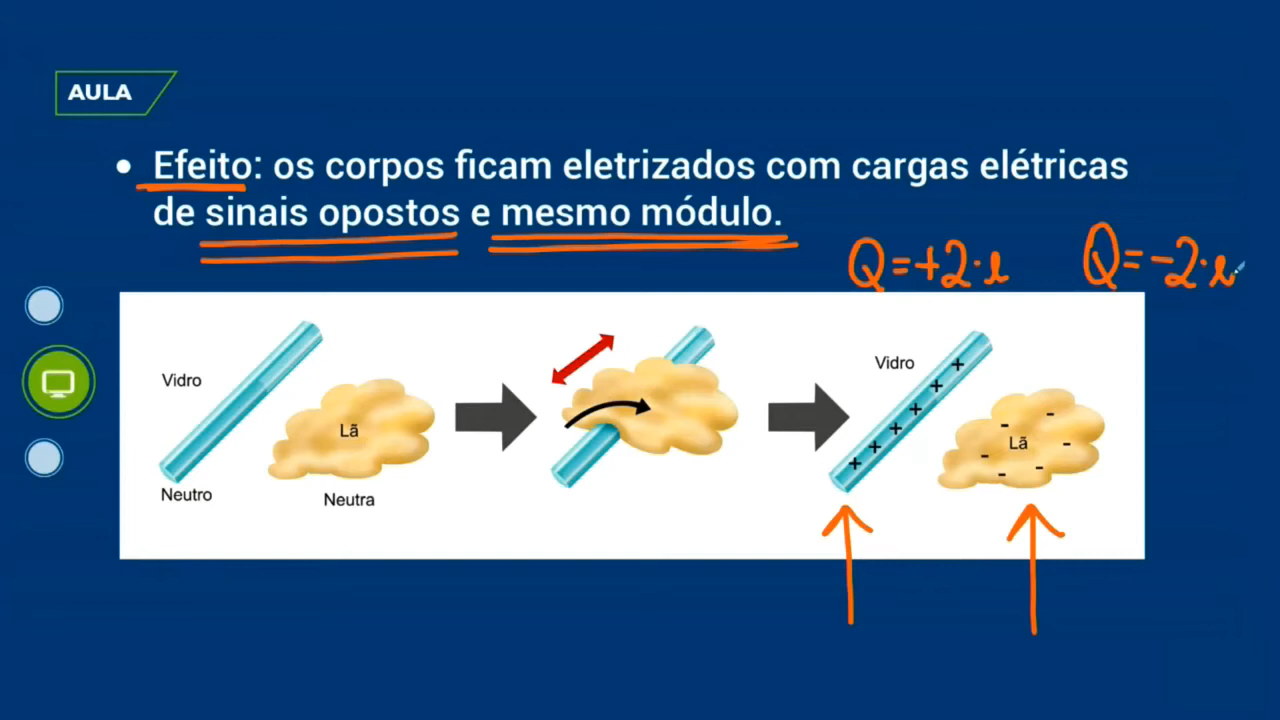 AULA
• Efeito: os corpos ficam eletrizados com cargas elétricas
de sinais opostos e mesmo módulo.
Q=+2·e Q=-2·e
Vidro
Lã
Neutro
Neutra
Vidro
+ + + + + +
Lã
- - - - - -